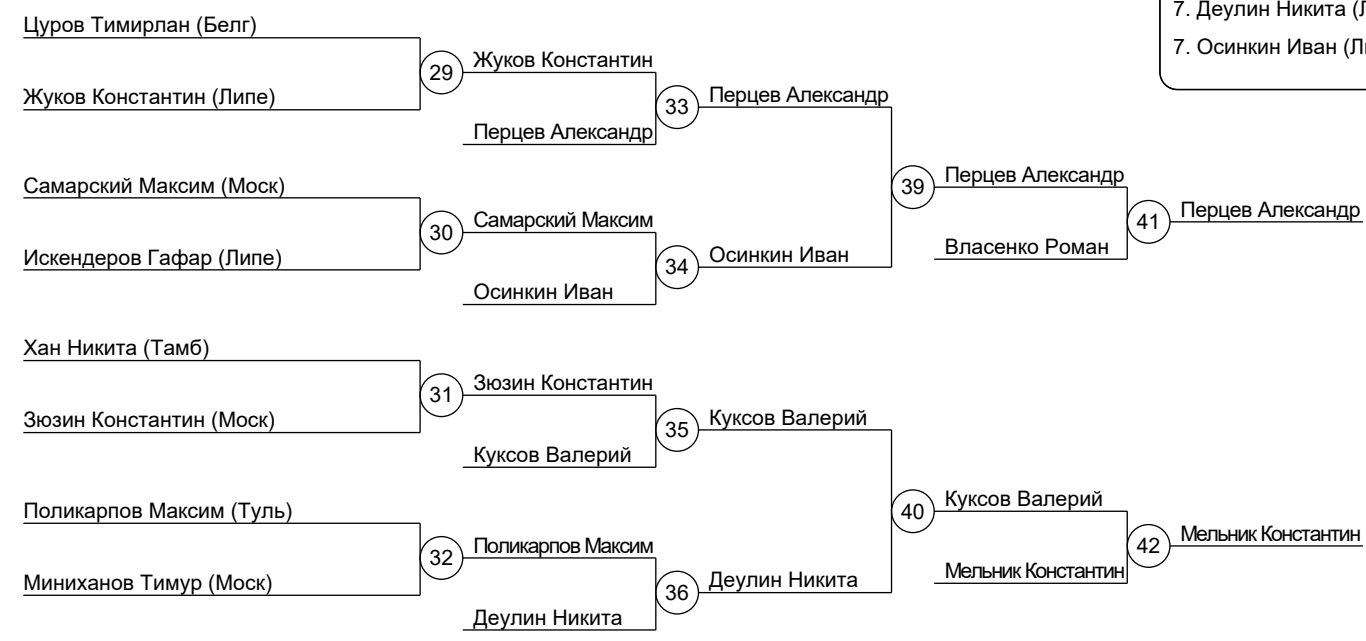 7. Деулин Никита
7. Осинкин Иван
Цуров Тимирлан (Белг)
29
Жуков Константин
Жуков Константин (Липе)
33
Перцев Александр
Перцев Александр
Самарский Максим (Моск)
39
Перцев Александр
30
Самарский Максим
41
Перцев Александр
Искендеров Гафар (Липе)
34
Осинкин Иван
Власенко Роман
Осинкин Иван
Хан Никита (Тамб)
31
Зюзин Константин
Зюзин Константин (Моск)
35
Куксов Валерий
Куксов Валерий
Поликарпов Максим (Туль)
40
Куксов Валерий
32
Поликарпов Максим
42
Мельник Константин
Миниханов Тимур (Моск)
36
Деулин Никита
Мельник Константин
Деулин Никита